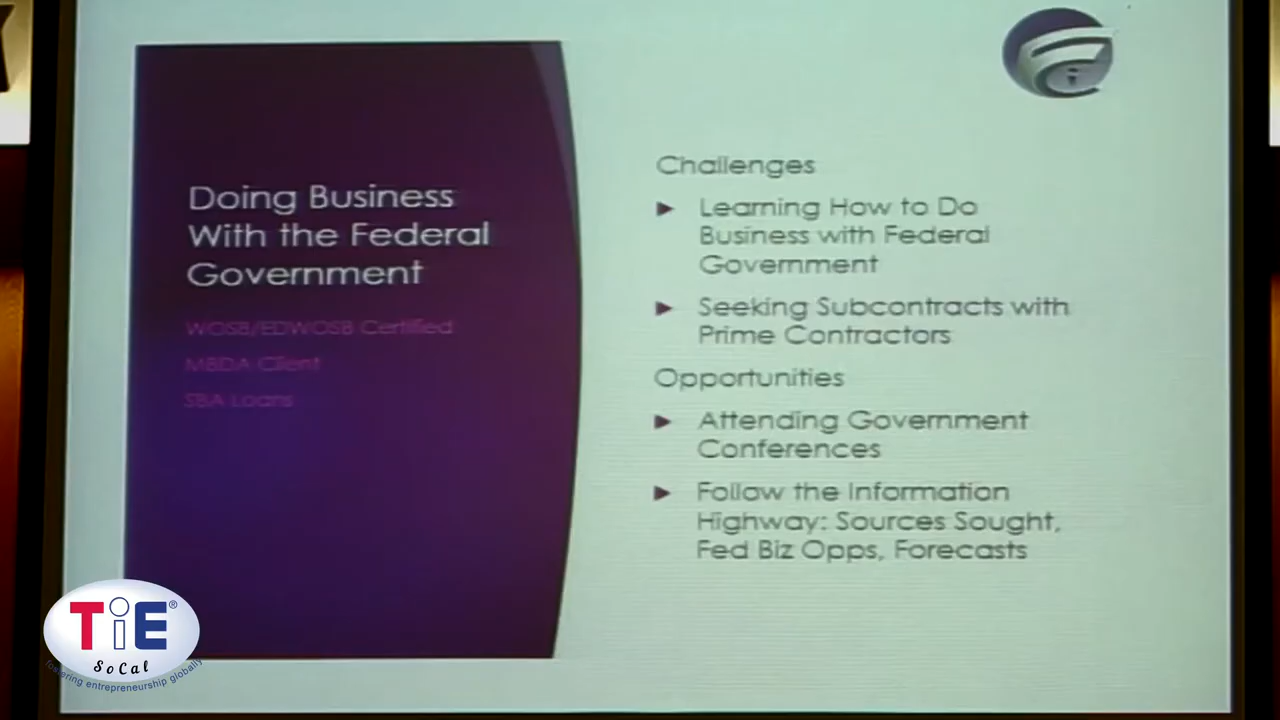 Doing Business
With the Federal
Government
WOSB/EDWOSB Certified
MBDA Client
SBA Loans
Challenges
Learning How to Do
Business with Federal
Government
Seeking Subcontracts with
Prime Contractors
Opportunities
Attending Government
Conferences
Follow the Information
Highway: Sources Sought,
Fed Biz Opps, Forecasts
TiE®
SoCal
fostering entrepreneurship globally